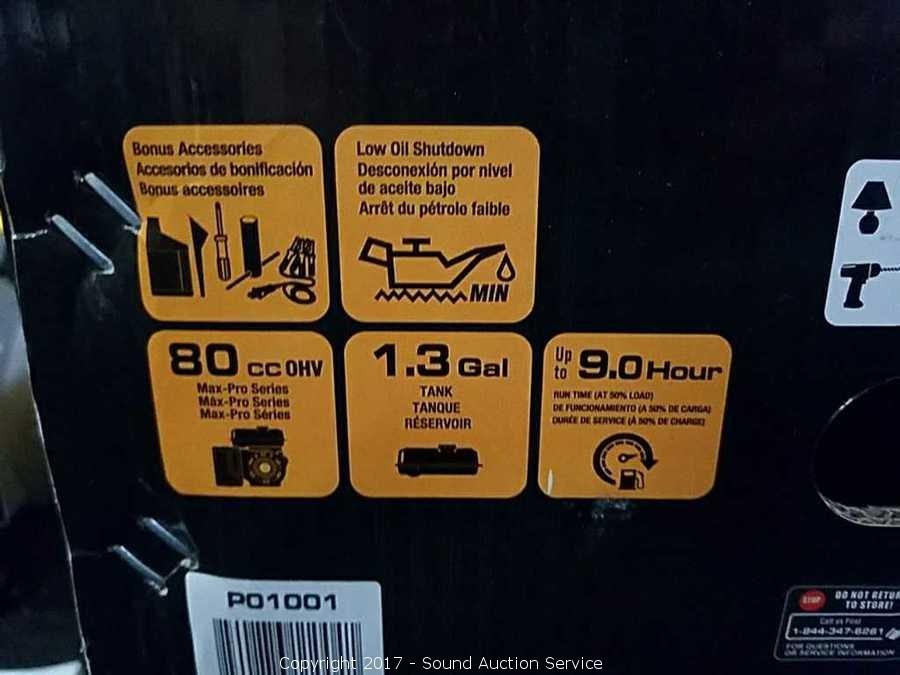 Bonus Accessories
Accesorios de bonificación
Bonus accessoires
Low Oil Shutdown
Desconexión por nivel
de aceite bajo
Arrêt du pétrole faible
MIN
80 CC OHV
Max-Pro Series
Máx-Pro Series
Max-Pro Séries
1.3 Gal
TANK
TANQUE
RÉSERVOIR
Up to 9.0 Hour
RUN TIME (AT 50% LOAD)
DE FUNCIONAMIENTO (A 50% DE CARGA)
DURÉE DE SERVICE (À 50% DE CHARGE)
P01001
STOP
DO NOT RETU
TO STORE!
Call us First
1-844-347-6261
FOR QUESTIONS
OR SERVICE INFORMATION
Copyright 2017 - Sound Auction Service